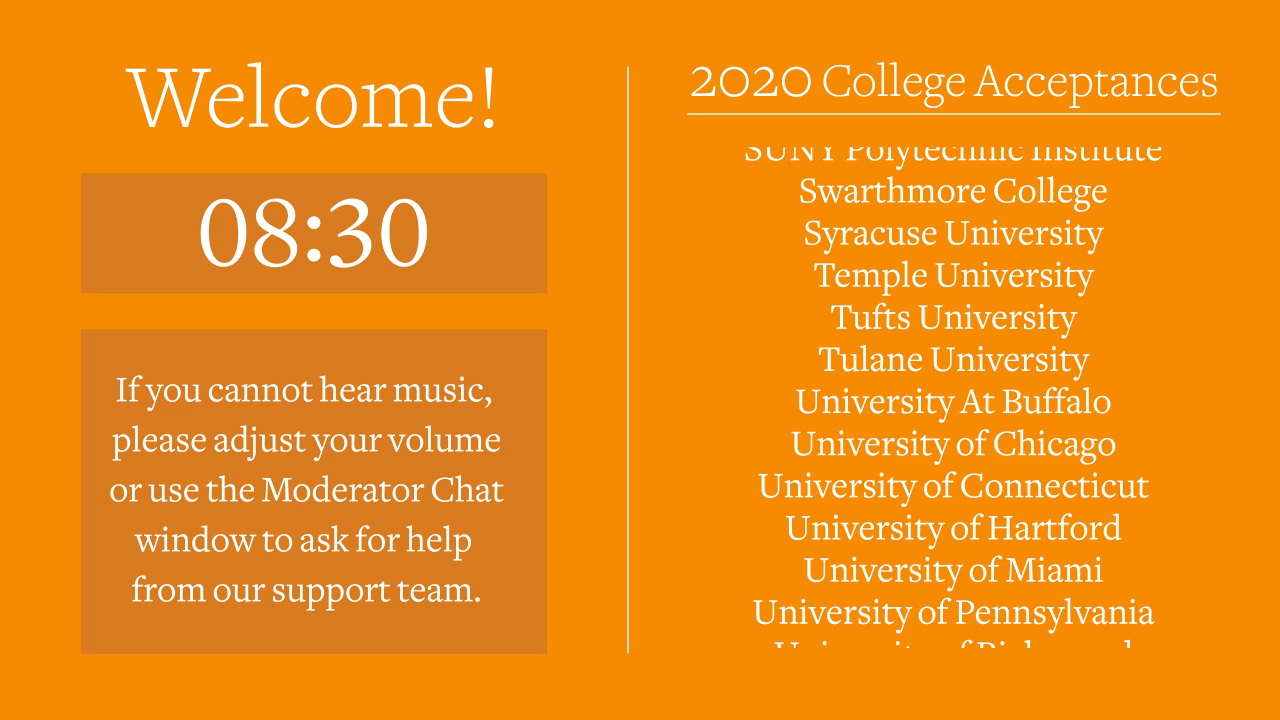 Welcome!
08:30
If you cannot hear music,
please adjust your volume
or use the Moderator Chat
window to ask for help
from our support team.
2020 College Acceptances
SUNY Polytechnic Institute
Swarthmore College
Syracuse University
Temple University
Tufts University
Tulane University
University At Buffalo
University of Chicago
University of Connecticut
University of Hartford
University of Miami
University of Pennsylvania
University of